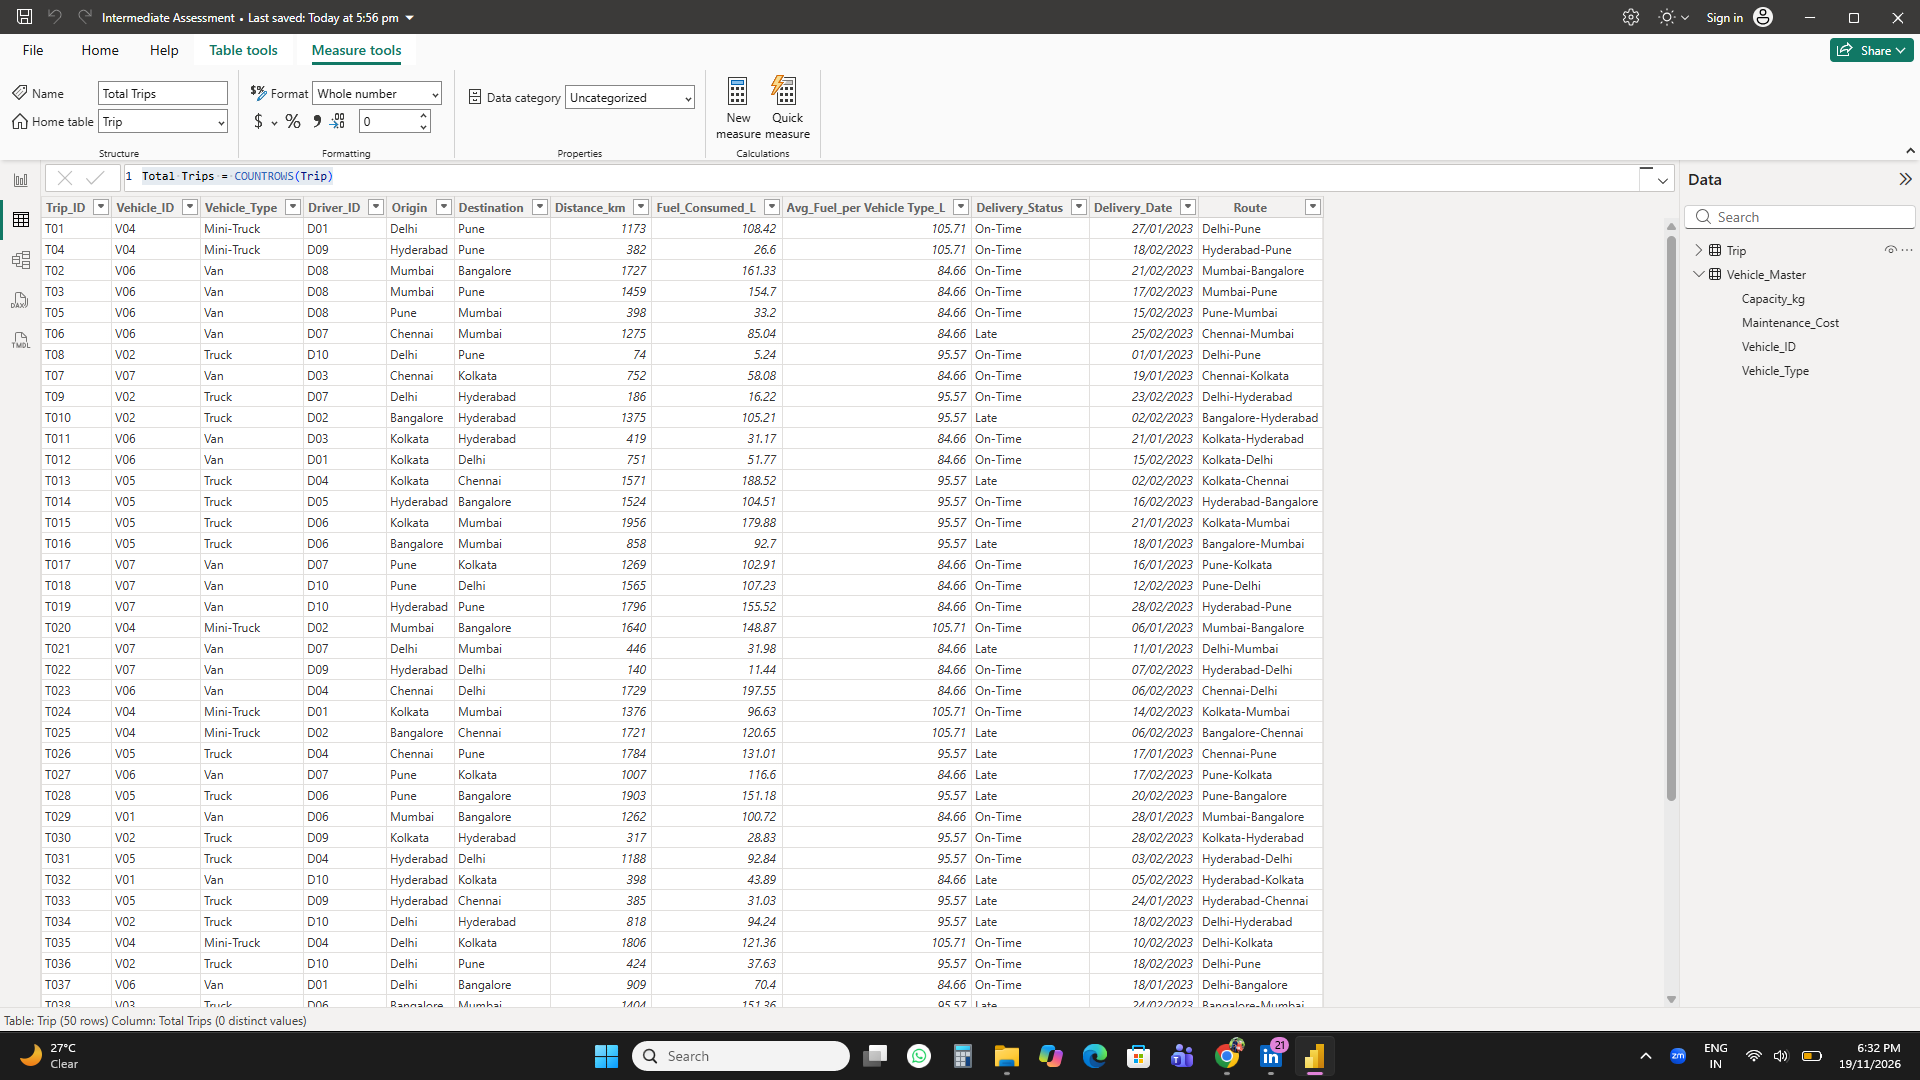 Intermediate Assessment • Last saved: Today at 5:56 pm
Sign in
File Home Help Table tools Measure tools
Share
Name Total Trips
Home table Trip
Structure
Format Whole number
$ % 9 0
Formatting
Data category Uncategorized
Properties
New measure
Quick measure
Calculations
1 Total Trips = COUNTROWS(Trip)
Trip_ID Vehicle_ID Vehicle_Type Driver_ID Origin Destination Distance_km Fuel_Consumed_L Avg_Fuel_per Vehicle Type_L Delivery_Status Delivery_Date Route
T01 V04 Mini-Truck D01 Delhi Pune 1173 108.42 105.71 On-Time 27/01/2023 Delhi-Pune
T04 V04 Mini-Truck D09 Hyderabad Pune 382 26.6 105.71 On-Time 18/02/2023 Hyderabad-Pune
T02 V06 Van D08 Mumbai Bangalore 1727 161.33 84.66 On-Time 21/02/2023 Mumbai-Bangalore
T03 V06 Van D08 Mumbai Pune 1459 154.7 84.66 On-Time 17/02/2023 Mumbai-Pune
T05 V06 Van D08 Pune Mumbai 398 33.2 84.66 On-Time 15/02/2023 Pune-Mumbai
T06 V06 Van D07 Chennai Mumbai 1275 85.04 84.66 Late 25/02/2023 Chennai-Mumbai
T08 V02 Truck D10 Delhi Pune 74 5.24 95.57 On-Time 01/01/2023 Delhi-Pune
T07 V07 Van D03 Chennai Kolkata 752 58.08 84.66 On-Time 19/01/2023 Chennai-Kolkata
T09 V02 Truck D07 Delhi Hyderabad 186 16.22 95.57 On-Time 23/02/2023 Delhi-Hyderabad
T010 V02 Truck D02 Bangalore Hyderabad 1375 105.21 95.57 Late 02/02/2023 Bangalore-Hyderabad
T011 V06 Van D03 Kolkata Hyderabad 419 31.17 84.66 On-Time 21/01/2023 Kolkata-Hyderabad
T012 V06 Van D01 Kolkata Delhi 751 51.77 84.66 On-Time 15/02/2023 Kolkata-Delhi
T013 V05 Truck D04 Kolkata Chennai 1571 188.52 95.57 Late 02/02/2023 Kolkata-Chennai
T014 V05 Truck D05 Hyderabad Bangalore 1524 104.51 95.57 On-Time 16/02/2023 Hyderabad-Bangalore
T015 V05 Truck D06 Kolkata Mumbai 1956 179.88 95.57 On-Time 21/01/2023 Kolkata-Mumbai
T016 V05 Truck D06 Bangalore Mumbai 858 92.7 95.57 Late 18/01/2023 Bangalore-Mumbai
T017 V07 Van D07 Pune Kolkata 1269 102.91 84.66 On-Time 16/01/2023 Pune-Kolkata
T018 V07 Van D10 Pune Delhi 1565 107.23 84.66 On-Time 12/02/2023 Pune-Delhi
T019 V07 Van D10 Hyderabad Pune 1796 155.52 84.66 On-Time 28/02/2023 Hyderabad-Pune
T020 V04 Mini-Truck D02 Mumbai Bangalore 1640 148.87 105.71 On-Time 06/01/2023 Mumbai-Bangalore
T021 V07 Van D07 Delhi Mumbai 446 31.98 84.66 Late 11/01/2023 Delhi-Mumbai
T022 V07 Van D09 Hyderabad Delhi 140 11.44 84.66 On-Time 07/02/2023 Hyderabad-Delhi
T023 V06 Van D04 Chennai Delhi 1729 197.55 84.66 On-Time 06/02/2023 Chennai-Delhi
T024 V04 Mini-Truck D01 Kolkata Mumbai 1376 96.63 105.71 On-Time 14/02/2023 Kolkata-Mumbai
T025 V04 Mini-Truck D02 Bangalore Chennai 1721 120.65 105.71 Late 06/02/2023 Bangalore-Chennai
T026 V05 Truck D04 Chennai Pune 1784 131.01 95.57 Late 17/01/2023 Chennai-Pune
T027 V06 Van D07 Pune Kolkata 1007 116.6 84.66 Late 17/02/2023 Pune-Kolkata
T028 V05 Truck D06 Pune Bangalore 1903 151.18 95.57 Late 20/02/2023 Pune-Bangalore
T029 V01 Van D06 Mumbai Bangalore 1262 100.72 84.66 On-Time 28/01/2023 Mumbai-Bangalore
T030 V02 Truck D09 Kolkata Hyderabad 317 28.83 95.57 On-Time 28/02/2023 Kolkata-Hyderabad
T031 V05 Truck D04 Hyderabad Delhi 1188 92.84 95.57 On-Time 03/02/2023 Hyderabad-Delhi
T032 V01 Van D10 Hyderabad Kolkata 398 43.89 84.66 Late 05/02/2023 Hyderabad-Kolkata
T033 V05 Truck D09 Hyderabad Chennai 385 31.03 95.57 Late 24/01/2023 Hyderabad-Chennai
T034 V02 Truck D10 Delhi Hyderabad 818 94.24 95.57 Late 18/02/2023 Delhi-Hyderabad
T035 V04 Mini-Truck D04 Delhi Kolkata 1806 121.36 105.71 On-Time 10/02/2023 Delhi-Kolkata
T036 V02 Truck D10 Delhi Pune 424 37.63 95.57 On-Time 18/02/2023 Delhi-Pune
T037 V06 Van D01 Delhi Bangalore 909 70.4 84.66 On-Time 18/01/2023 Delhi-Bangalore
T038 V03 Truck D06 Bangalore Mumbai 1404 151.36 95.57 Late 24/02/2023 Bangalore-Mumbai
Data
Search
Trip
Vehicle_Master
Capacity_kg
Maintenance_Cost
Vehicle_ID
Vehicle_Type
DAX
TMDL
Table: Trip (50 rows) Column: Total Trips (0 distinct values)
27°C
Clear
Search
21
zm
ENG
IN
6:32 PM
19/11/2026